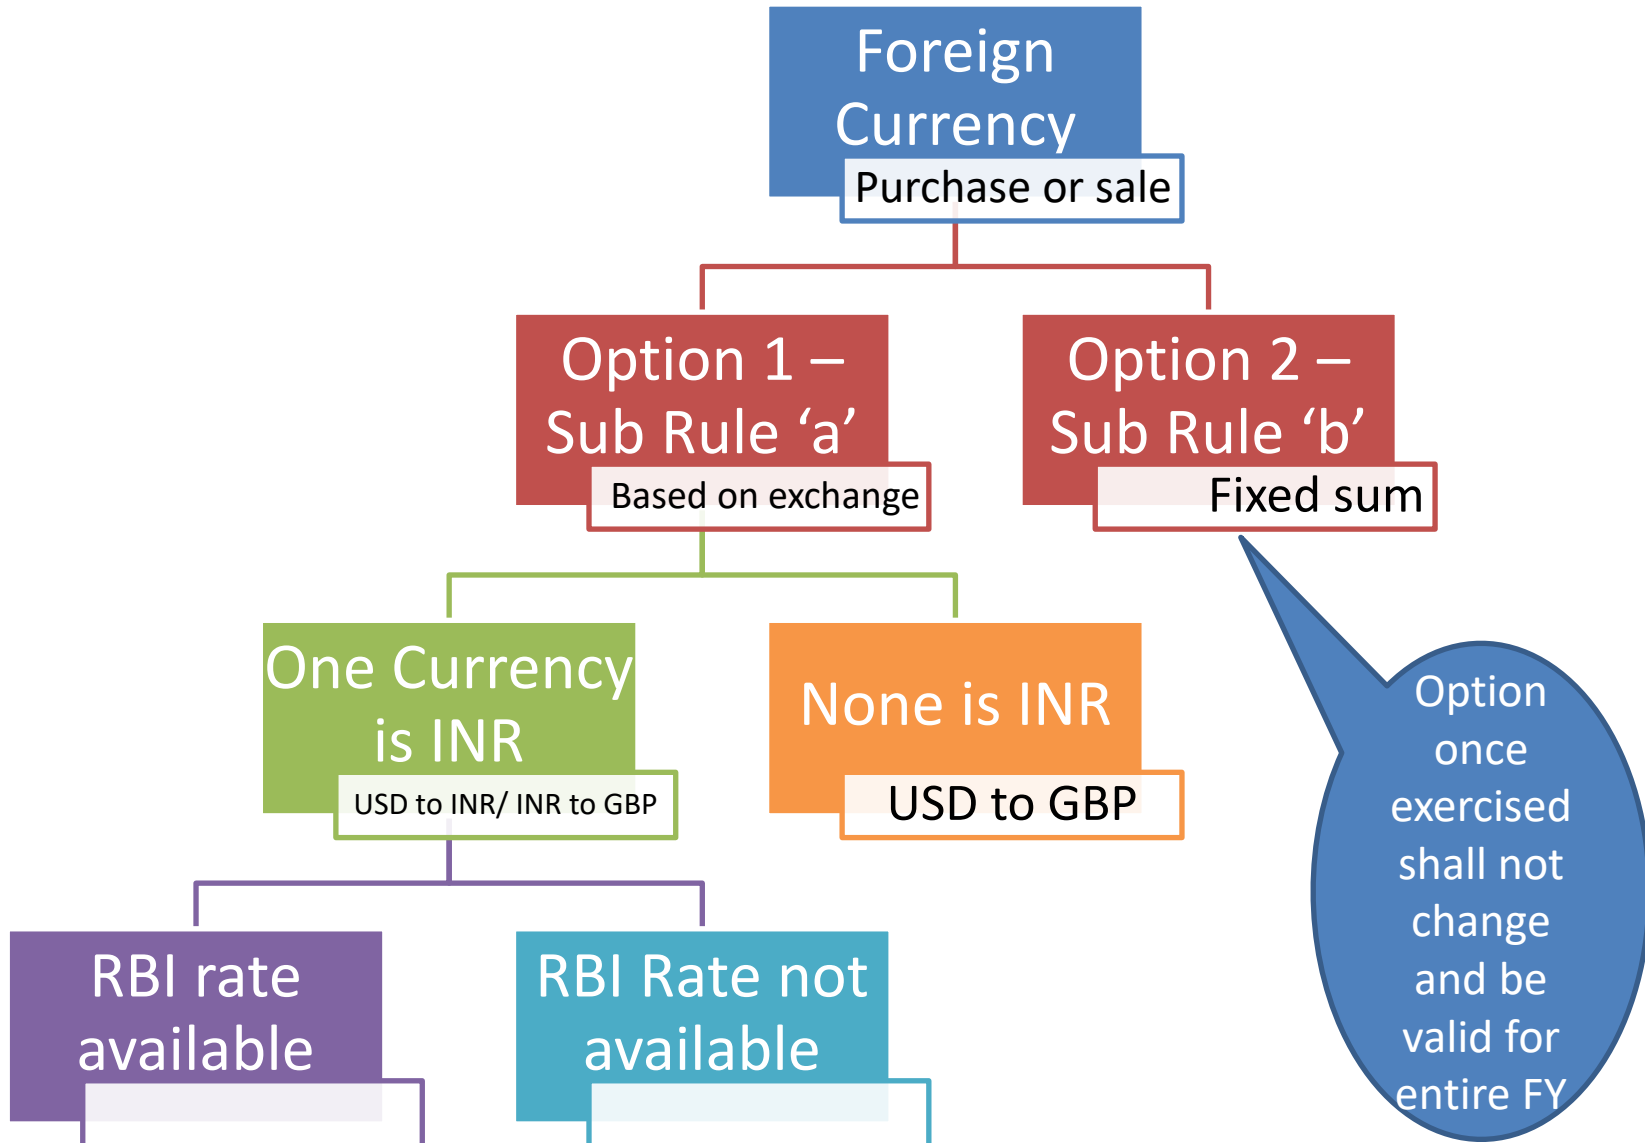 Foreign
Currency
Purchase or sale
Option 1 –
Sub Rule ‘a’
Based on exchange
Option 2 –
Sub Rule ‘b’
Fixed sum
One Currency
is INR
USD to INR/ INR to GBP
None is INR
USD to GBP
Option
once
exercised
shall not
change
and be
valid for
entire FY
RBI rate
available
RBI Rate not
available